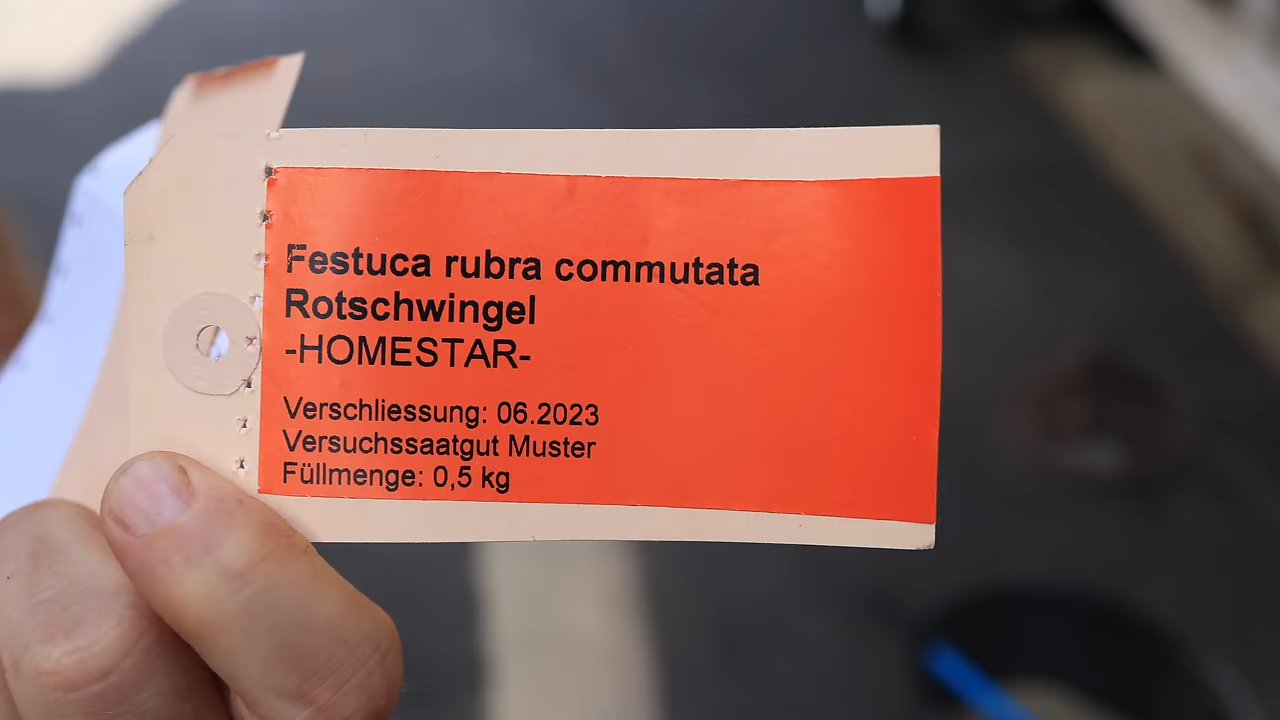 Festuca rubra commutata
Rotschwingel
-HOMESTAR-
Verschliessung: 06.2023
Versuchssaatgut Muster
Füllmenge: 0,5 kg